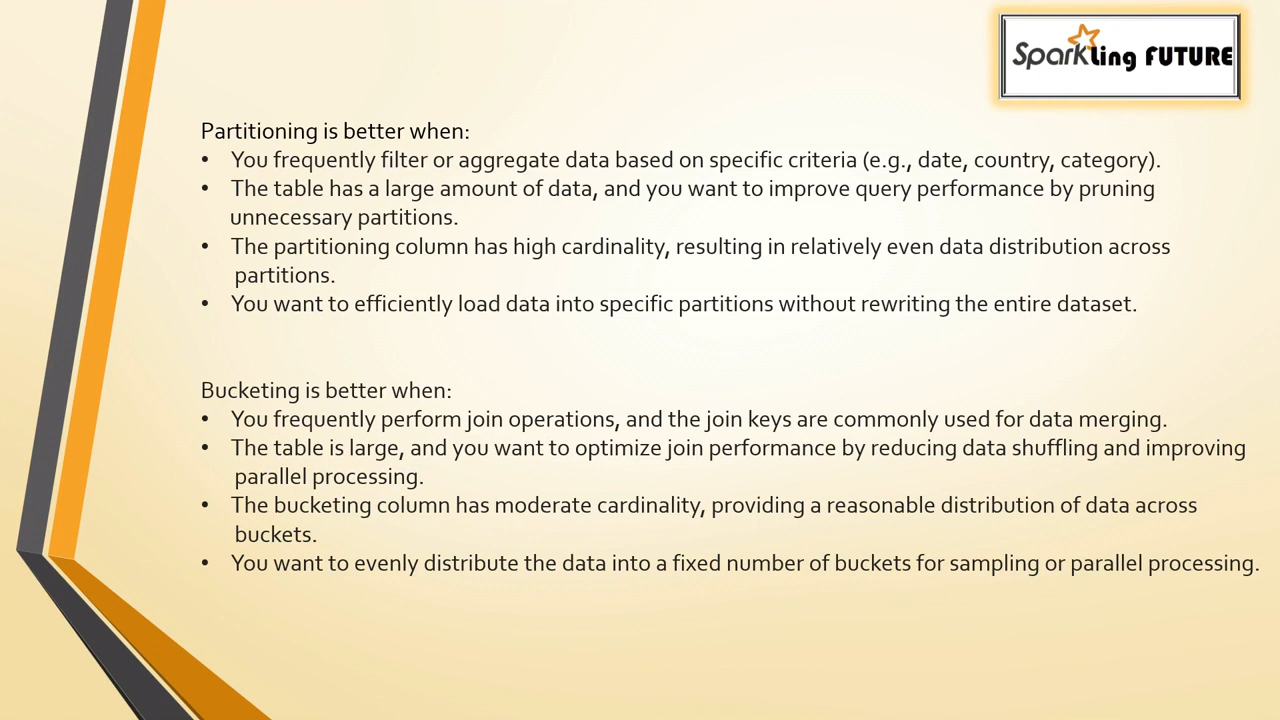 Sparkling FUTURE
Partitioning is better when:
• You frequently filter or aggregate data based on specific criteria (e.g., date, country, category).
• The table has a large amount of data, and you want to improve query performance by pruning
unnecessary partitions.
• The partitioning column has high cardinality, resulting in relatively even data distribution across
partitions.
• You want to efficiently load data into specific partitions without rewriting the entire dataset.
Bucketing is better when:
• You frequently perform join operations, and the join keys are commonly used for data merging.
• The table is large, and you want to optimize join performance by reducing data shuffling and improving
parallel processing.
• The bucketing column has moderate cardinality, providing a reasonable distribution of data across
buckets.
• You want to evenly distribute the data into a fixed number of buckets for sampling or parallel processing.